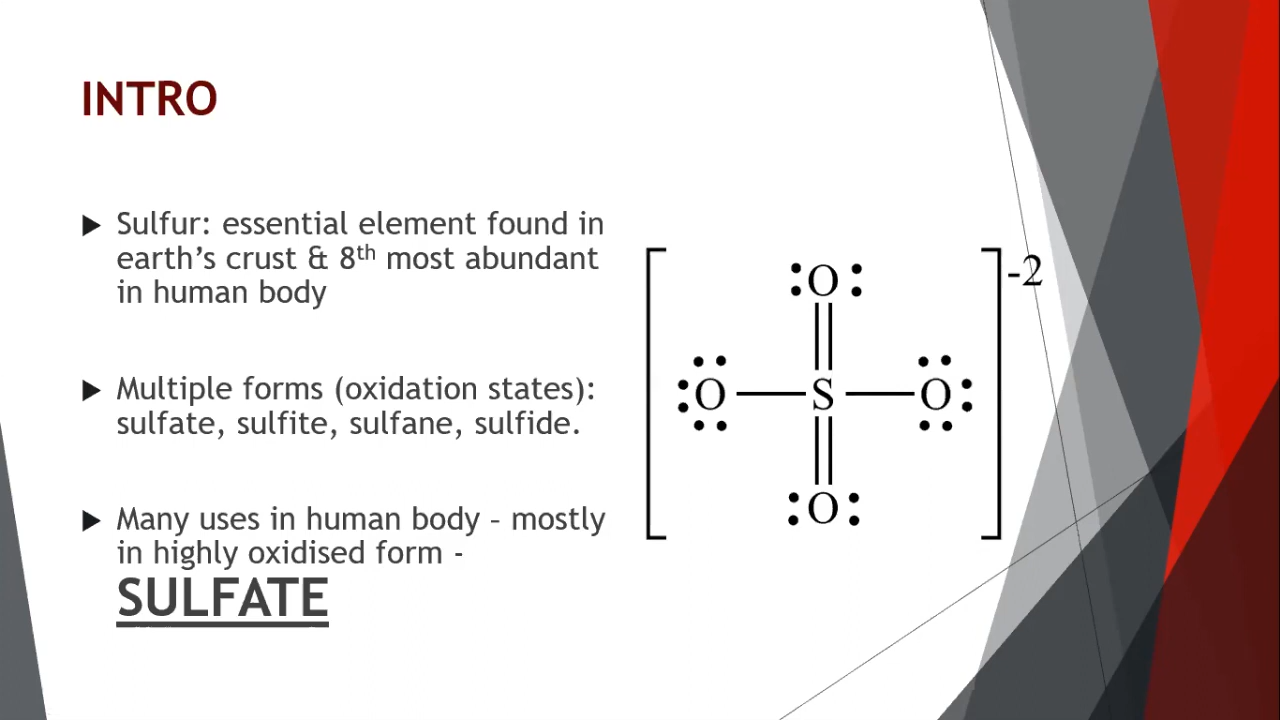 INTRO
Sulfur: essential element found in
earth's crust & 8th most abundant
in human body
Multiple forms (oxidation states):
sulfate, sulfite, sulfane, sulfide.
Many uses in human body – mostly
in highly oxidised form -
SULFATE
-2
O
O S O
O